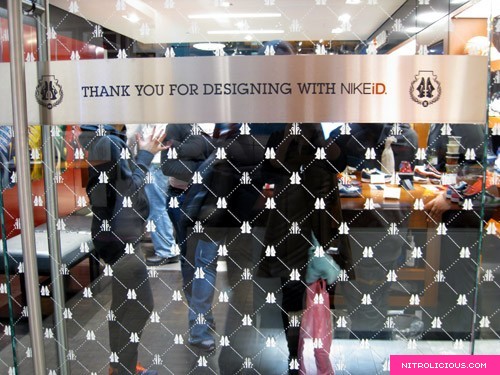 THANK YOU FOR DESIGNING WITH NIKEiD.
NITROLICIOUS.COM